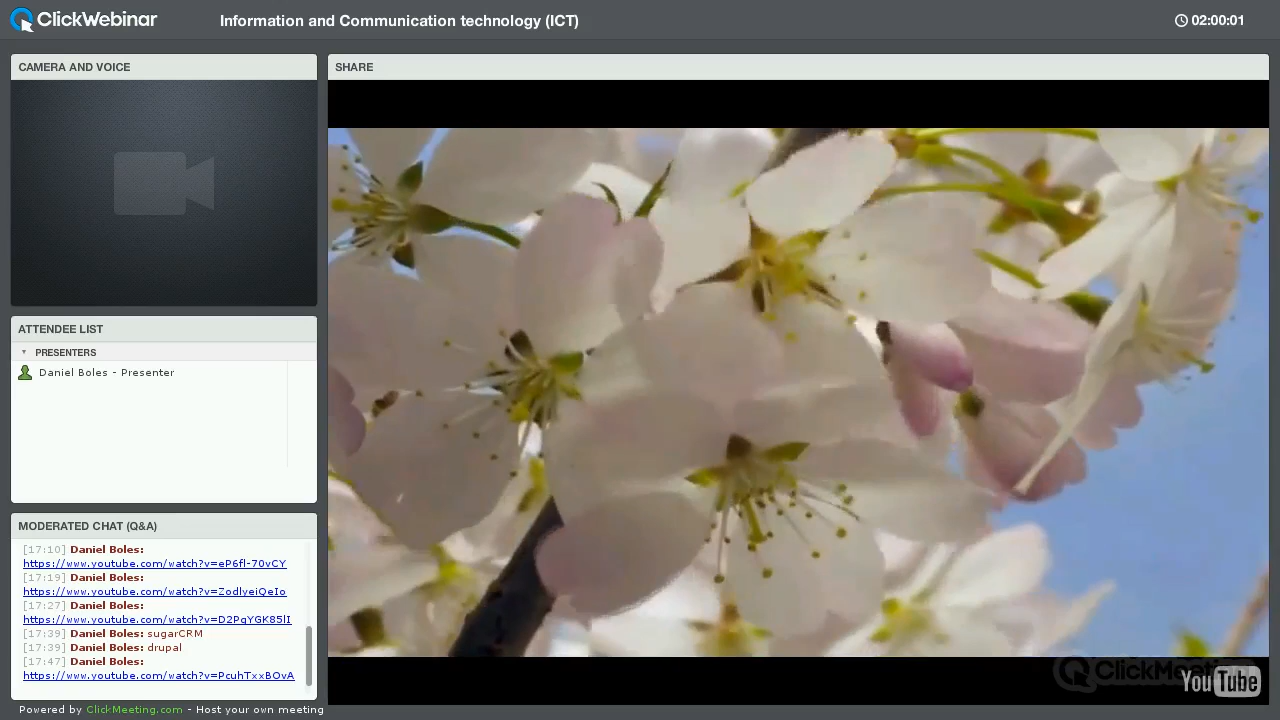 ClickWebinar
Information and Communication technology (ICT)
02:00:01
CAMERA AND VOICE
SHARE
ATTENDEE LIST
PRESENTERS
Daniel Boles - Presenter
MODERATED CHAT (Q&A)
[17:10] Daniel Boles:
https://www.youtube.com/watch?v=eP6fl-70vCY
[17:19] Daniel Boles:
https://www.youtube.com/watch?v=ZodlveiQeIo
[17:27] Daniel Boles:
https://www.youtube.com/watch?v=D2PqYGK85lI
[17:39] Daniel Boles: sugarCRM
[17:39] Daniel Boles: drupal
[17:47] Daniel Boles:
https://www.youtube.com/watch?v=PcuhTxxBOvA
ClickMeeting
YouTube
Powered by ClickMeeting.com - Host your own meeting